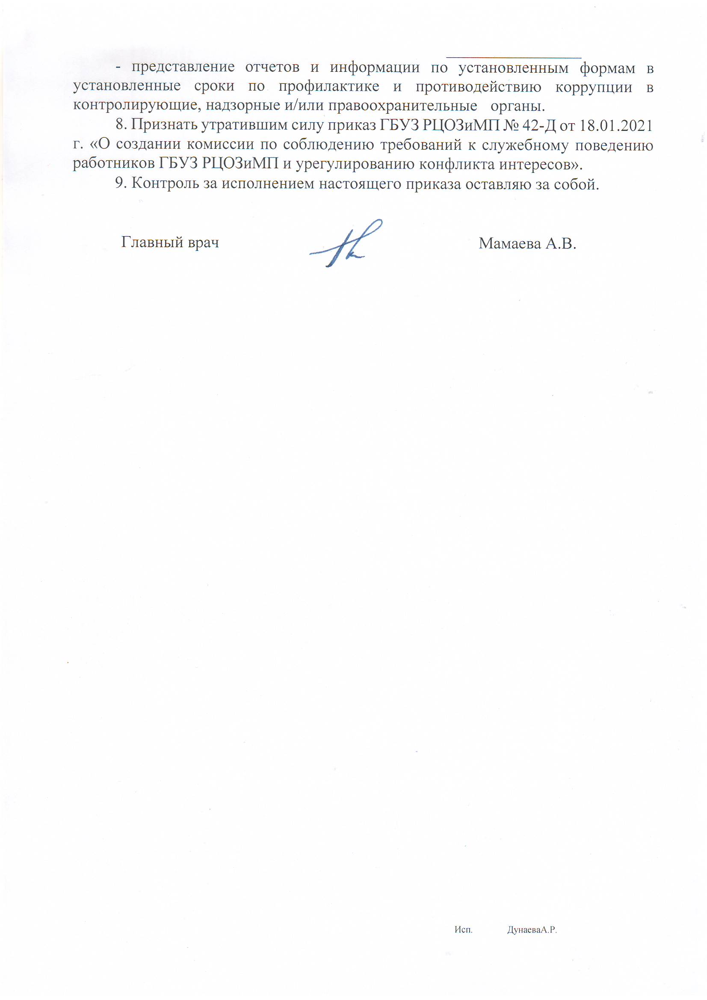 - представление отчетов и информации по установленным формам в
установленные сроки по профилактике и противодействию коррупции в
контролирующие, надзорные и/или правоохранительные органы.
8. Признать утратившим силу приказ ГБУЗ РЦОЗиМП № 42-Д от 18.01.2021
г. «О создании комиссии по соблюдению требований к служебному поведению
работников ГБУЗ РЦОЗиМП и урегулированию конфликта интересов».
9. Контроль за исполнением настоящего приказа оставляю за собой.
Главный врач Мамаева А.В.
Исп. ДунаеваА.Р.